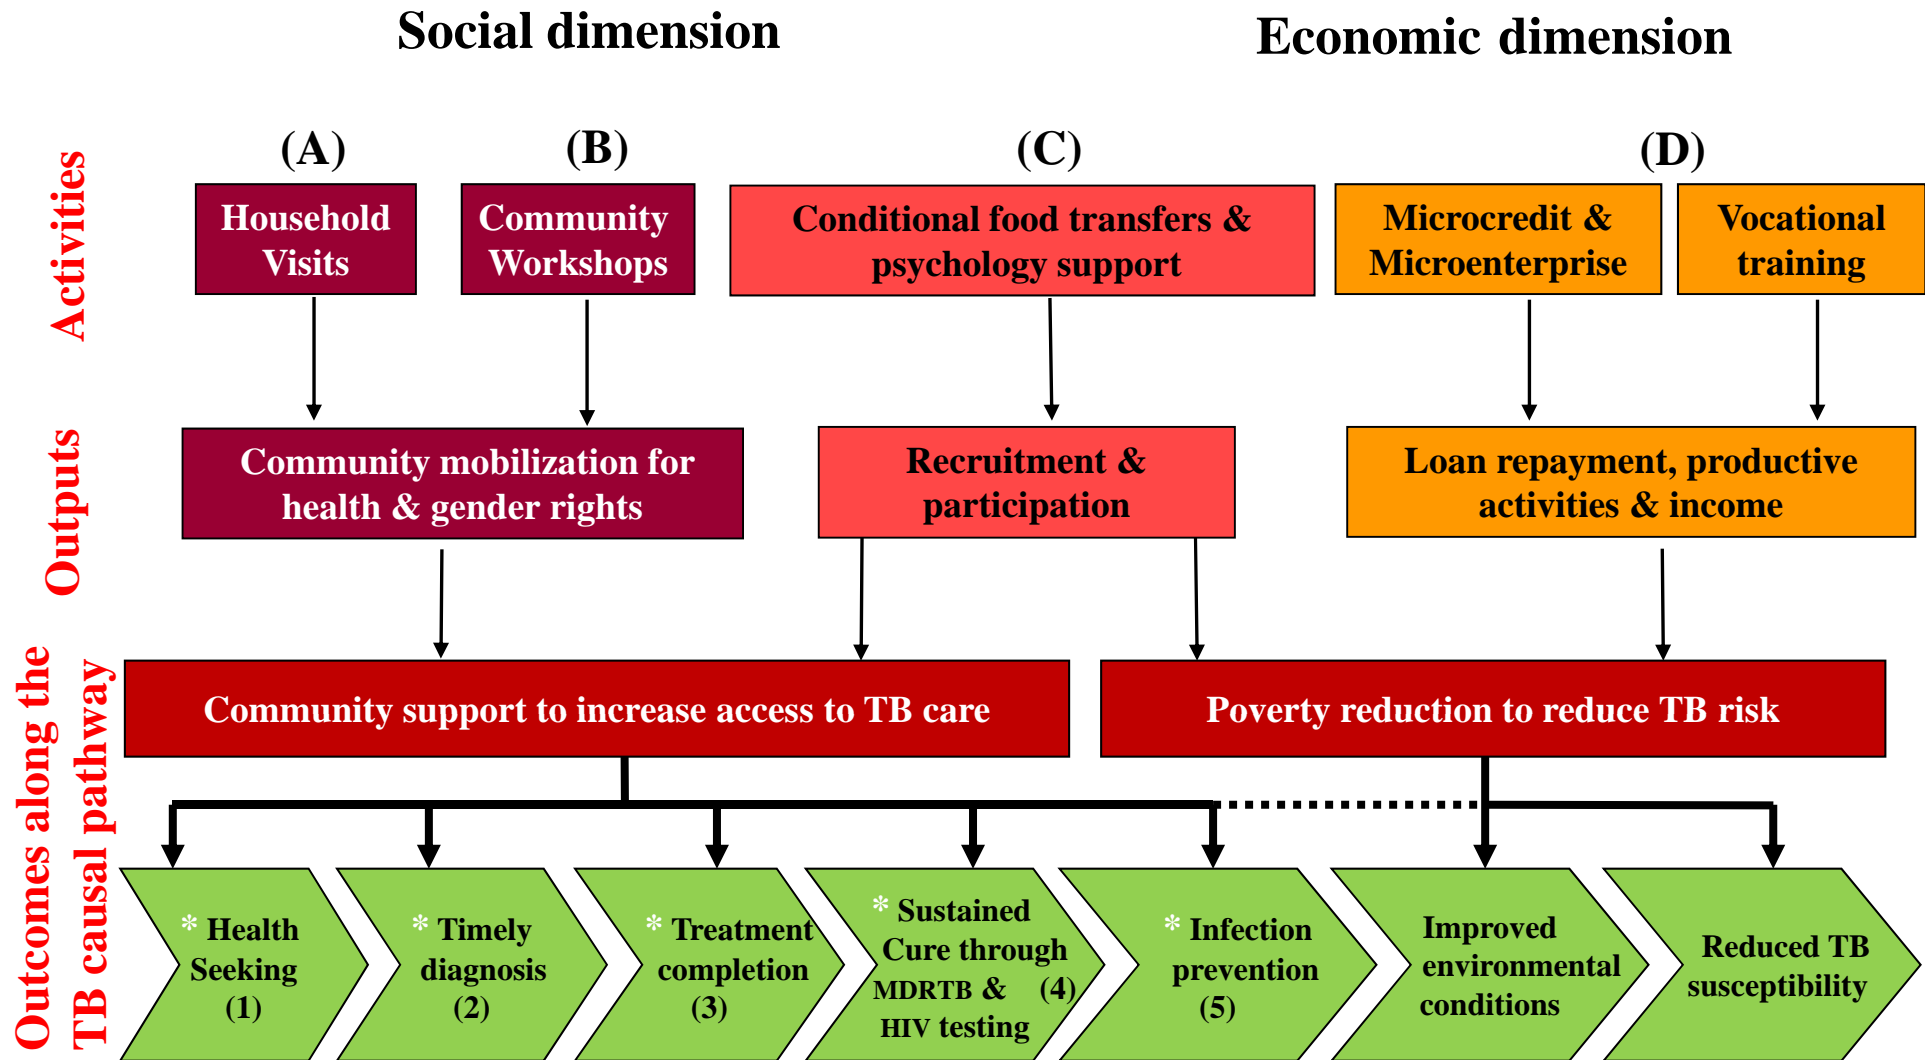 Social dimension
Economic dimension
Activities
(A)
(B)
(C)
(D)
Household
Visits
Community
Workshops
Conditional food transfers &
psychology support
Microcredit &
Microenterprise
Vocational
training
Outputs
Community mobilization for
health & gender rights
Recruitment &
participation
Loan repayment, productive
activities & income
Outcomes along the
TB causal pathway
Community support to increase access to TB care
Poverty reduction to reduce TB risk
* Health
Seeking
(1)
* Timely
diagnosis
(2)
* Treatment
completion
(3)
* Sustained
Cure through
MDRTB & (4)
HIV testing
* Infection
prevention
(5)
Improved
environmental
conditions
Reduced TB
susceptibility